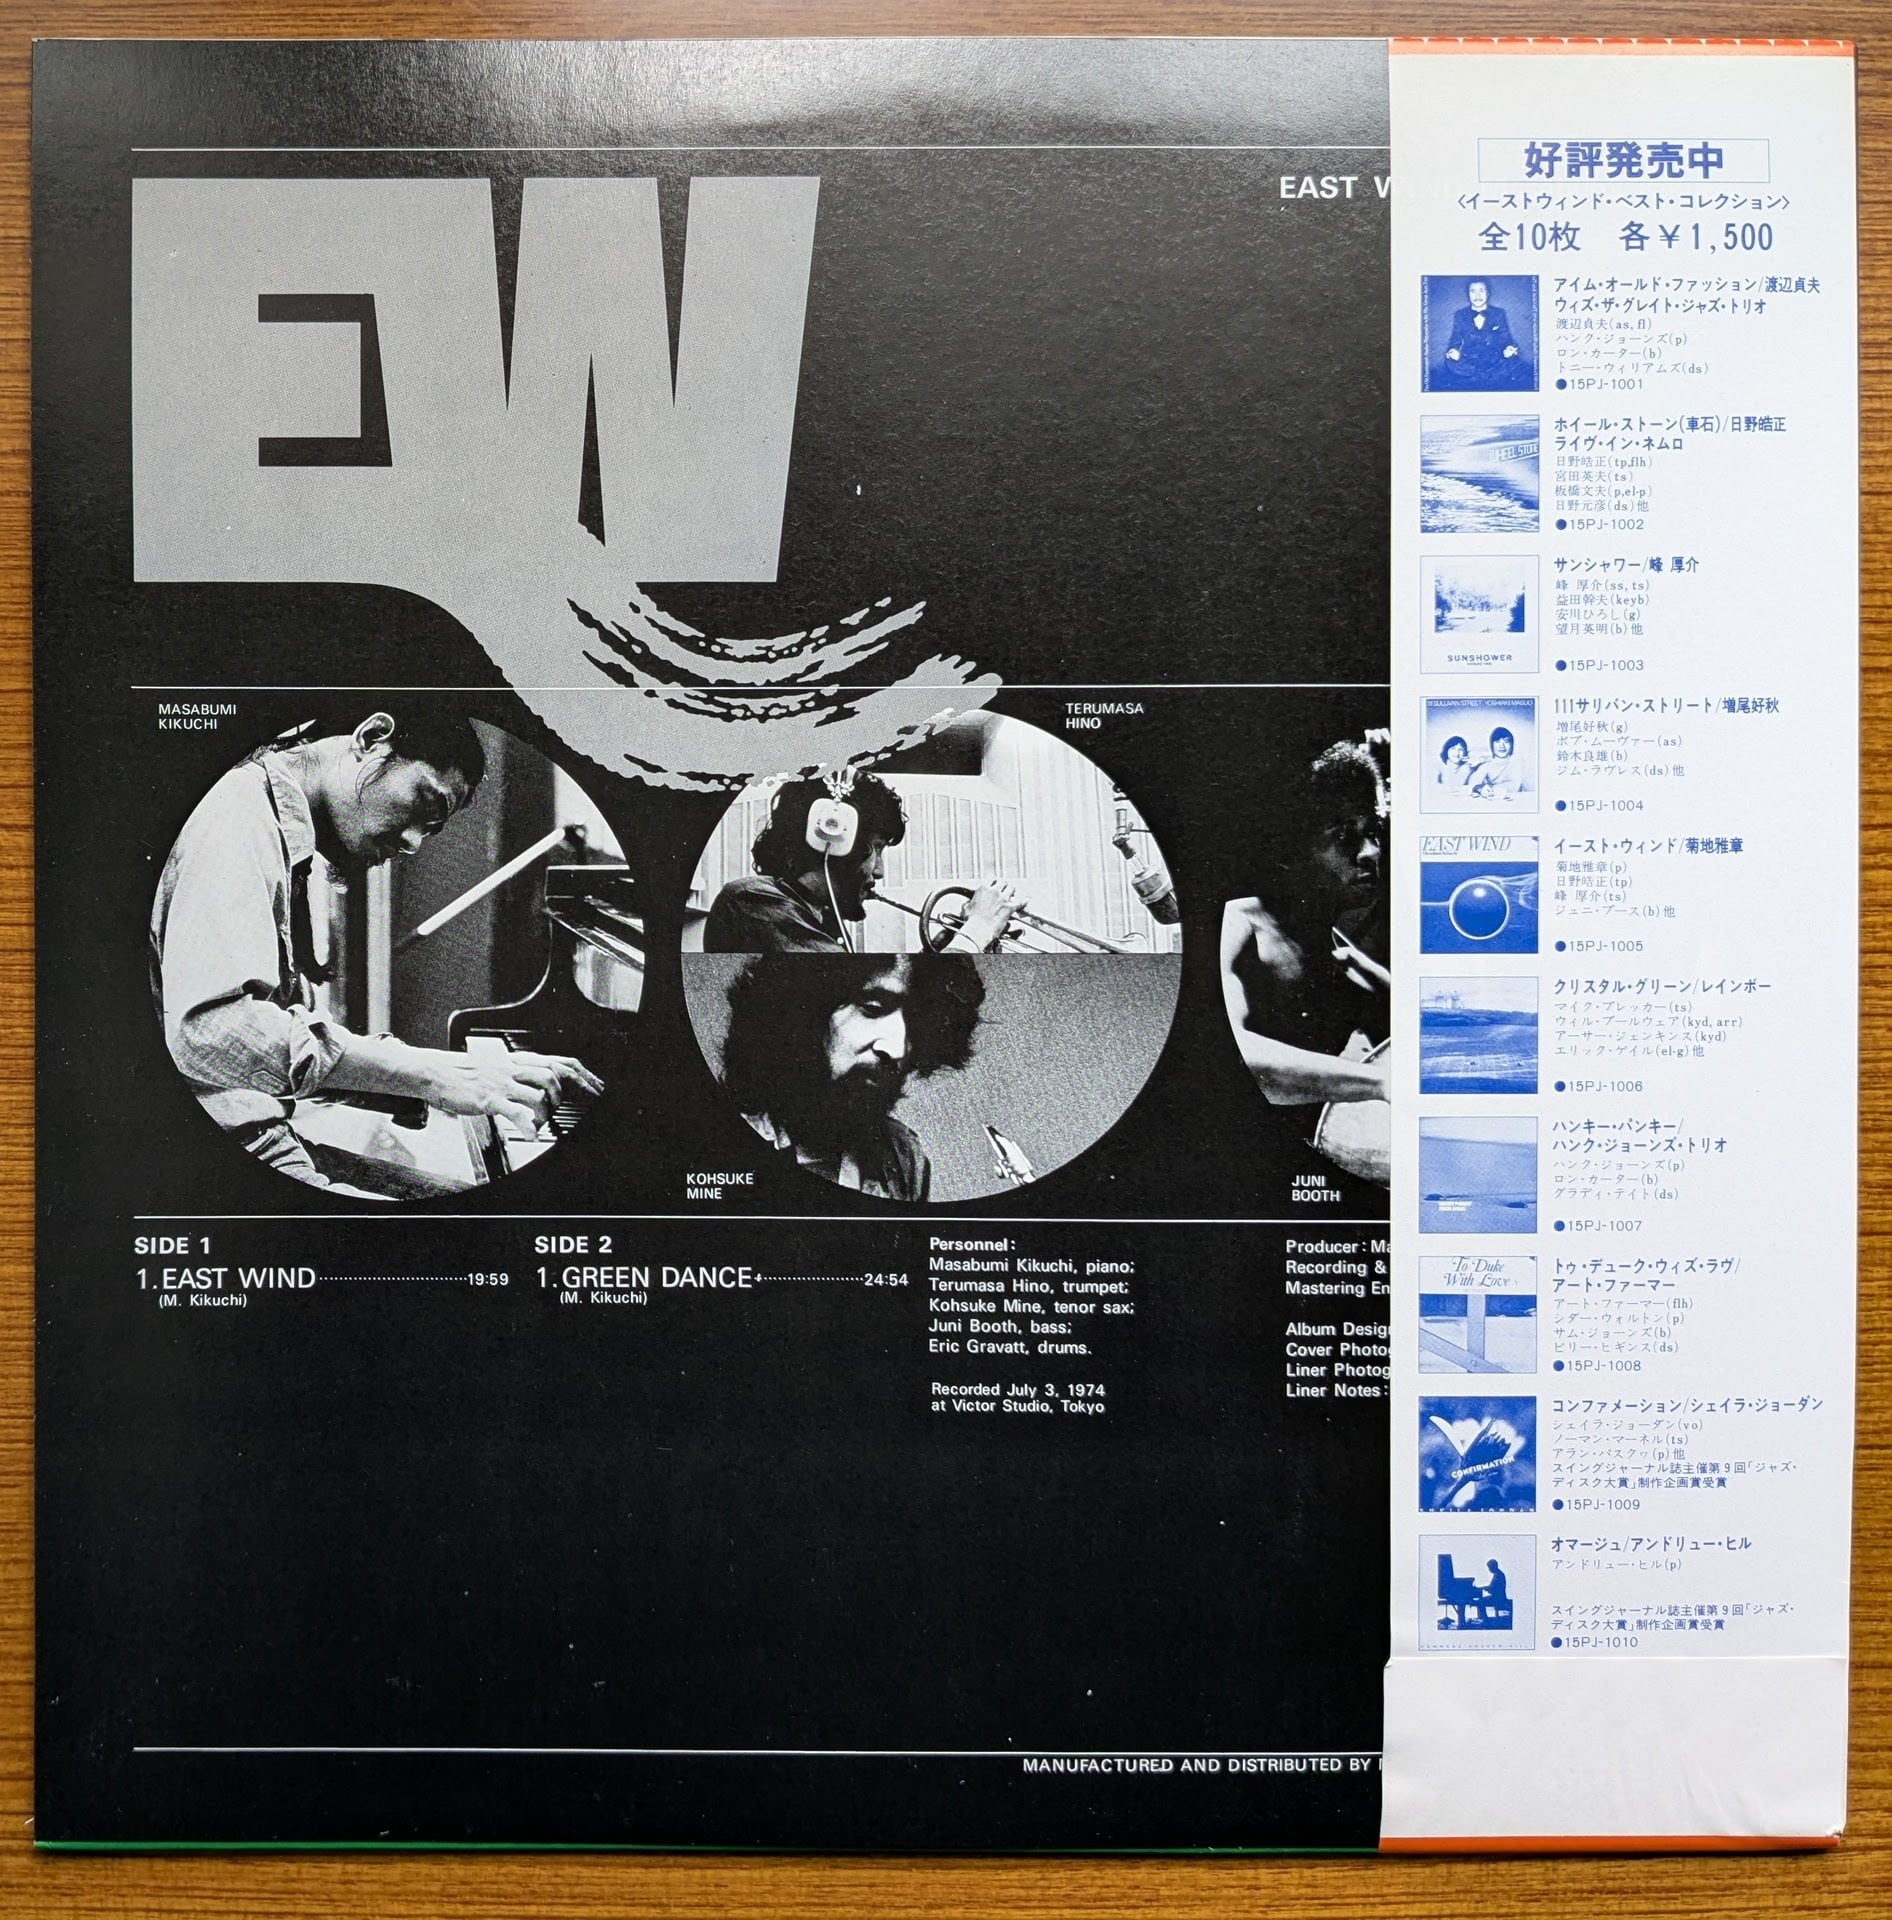 EW
EAST W
MASABUMI
KIKUCHI
TERUMASA
HINO
KOHSUKE
MINE
JUNI
BOOTH
SIDE 1
1. EAST WIND 19:59
(M. Kikuchi)
SIDE 2
1. GREEN DANCE 24:54
(M. Kikuchi)
Personnel:
Masabumi Kikuchi, piano;
Terumasa Hino, trumpet;
Kohsuke Mine, tenor sax;
Juni Booth, bass;
Eric Gravatt, drums.
Recorded July 3, 1974
at Victor Studio, Tokyo
Producer: Ma
Recording &
Mastering En
Album Design
Cover Photog
Liner Photog
Liner Notes:
MANUFACTURED AND DISTRIBUTED BY
好評発売中
〈イーストウィンド・ベスト・コレクション〉
全10枚 各¥1,500
アイム・オールド・ファッション/渡辺貞夫
ウィズ・ザ・グレイト・ジャズ・トリオ
渡辺貞夫(as, fl)
ハンク・ジョーンズ(p)
ロン・カーター(b)
トニー・ウィリアムズ(ds)
●15PJ-1001
WHEEL STONE
ホイール・ストーン(車石)/日野皓正
ライヴ・イン・ネムロ
日野皓正(tp,flh)
宮田英夫(ts)
板橋文夫(p,el-p)
日野元彦(ds)他
●15PJ-1002
SUNSHOWER
サンシャワー/峰 厚介
峰 厚介(ss, ts)
益田幹夫(keyb)
安川ひろし(g)
望月英明(b)他
●15PJ-1003
111 SULLIVAN STREET YOSHIAKI MASUO
111サリバン・ストリート/増尾好秋
増尾好秋(g)
ボブ・ムーヴァー(as)
鈴木良雄(b)
ジム・ラヴレス(ds)他
●15PJ-1004
EAST WIND
イースト・ウィンド/菊地雅章
菊地雅章(p)
日野皓正(tp)
峰 厚介(ts)
ジュニ・ブース(b)他
●15PJ-1005
クリスタル・グリーン/レインボー
マイク・ブレッカー(ts)
ウィル・ブールウェア(kyd, arr)
アーサー・ジェンキンス(kyd)
エリック・ゲイル(el-g)他
●15PJ-1006
ハンキー・パンキー/
ハンク・ジョーンズ・トリオ
ハンク・ジョーンズ(p)
ロン・カーター(b)
グラディ・テイト(ds)
●15PJ-1007
To Duke
With Love
トゥ・デューク・ウィズ・ラヴ/
アート・ファーマー
アート・ファーマー(flh)
シダー・ウォルトン(p)
サム・ジョーンズ(b)
ビリー・ヒギンス(ds)
●15PJ-1008
CONFIRMATION
コンファメーション/シェイラ・ジョーダン
シェイラ・ジョーダン(vo)
ノーマン・マーネル(ts)
アラン・パスクヮ(p)他
スイングジャーナル誌主催第9回「ジャズ・
ディスク大賞」制作企画賞受賞
●15PJ-1009
オマージュ/アンドリュー・ヒル
アンドリュー・ヒル(p)
スイングジャーナル誌主催第9回「ジャズ・
ディスク大賞」制作企画賞受賞
●15PJ-1010